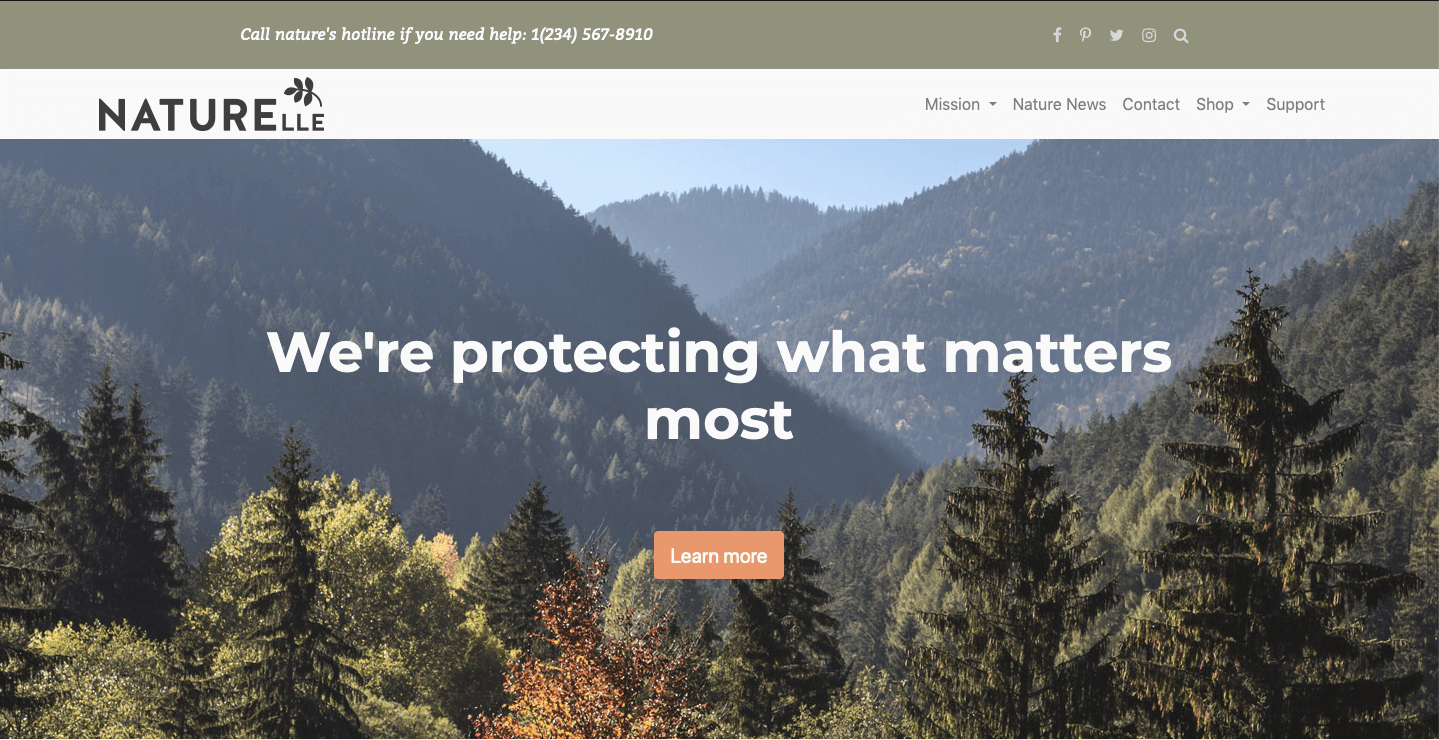 Call nature's hotline if you need help: 1(234) 567-8910
NATURELLE
Mission Nature News Contact Shop Support
We're protecting what matters
most
Learn more